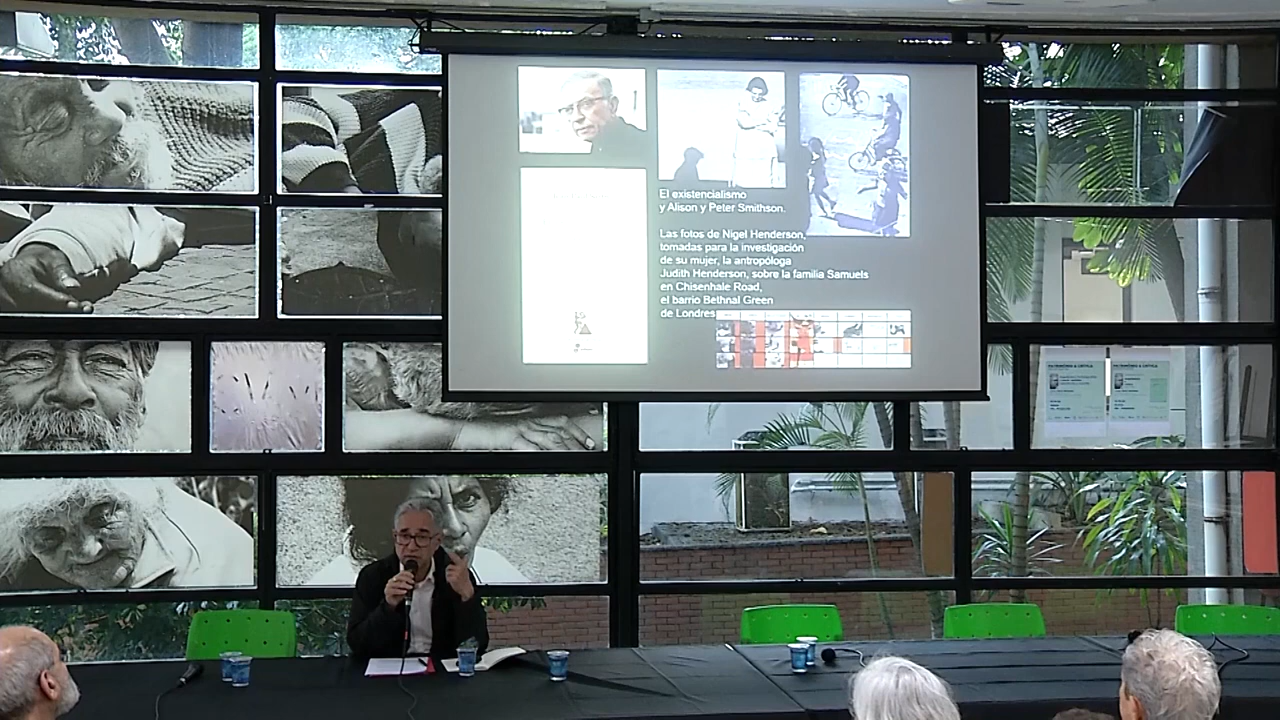 El existencialismo
y Alison y Peter Smithson.
Las fotos de Nigel Henderson,
tomadas para la investigación
de su mujer, la antropóloga
Judith Henderson, sobre la familia Samuels
en Chisenhale Road,
el barrio Bethnal Green
de Londres